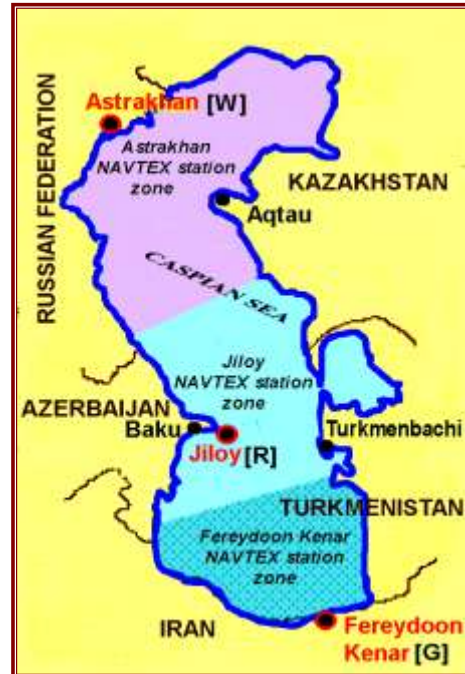 RUSSIAN FEDERATION
Astrakhan [W]
Astrakhan
NAVTEX station
zone
KAZAKHSTAN
Aqtau
CASPIAN SEA
Jiloy
NAVTEX station
zone
AZERBAIJAN
Baku
Jiloy [R]
Turkmenbachi
TURKMENISTAN
Fereydoon Kenar
NAVTEX station
zone
IRAN
Fereydoon
Kenar [G]